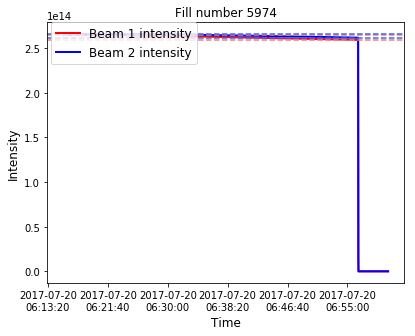 Fill number 5974
1e14
Beam 1 intensity
Beam 2 intensity
2.5
2.0
1.5
1.0
0.5
0.0
Intensity
2017-07-20 2017-07-20 2017-07-20 2017-07-20 2017-07-20 2017-07-20
06:13:20 06:21:40 06:30:00 06:38:20 06:46:40 06:55:00
Time